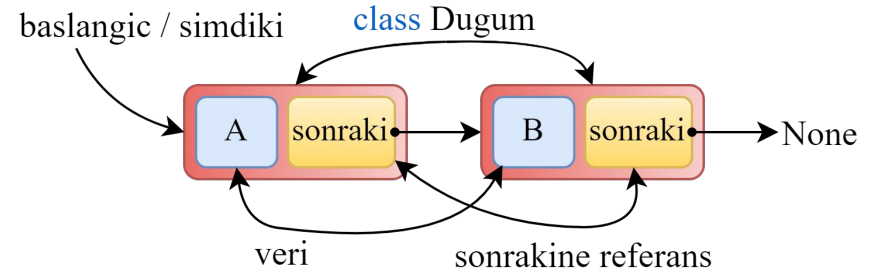 baslangic / simdiki
class Dugum
A
sonraki
B
sonraki
None
veri
sonrakine referans